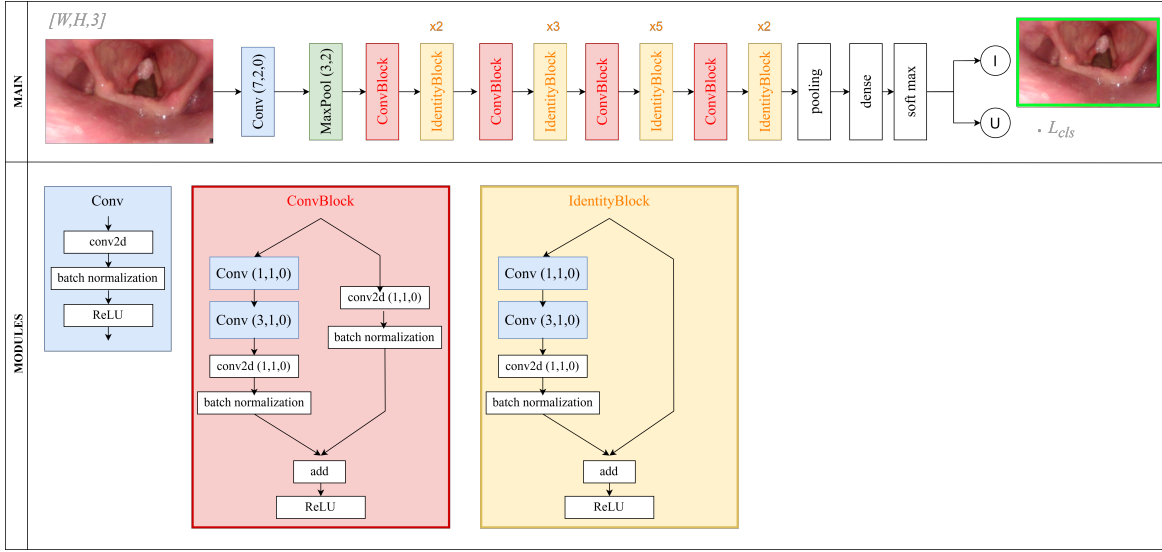 MAIN
[W,H,3]
Conv (7,2,0)
MaxPool (3,2)
ConvBlock
x2
IdentityBlock
ConvBlock
x3
IdentityBlock
ConvBlock
x5
IdentityBlock
ConvBlock
x2
IdentityBlock
pooling
dense
soft max
I
U
· L_cls
MODULES
Conv
conv2d
batch normalization
ReLU
ConvBlock
Conv (1,1,0)
Conv (3,1,0)
conv2d (1,1,0)
batch normalization
conv2d (1,1,0)
batch normalization
add
ReLU
IdentityBlock
Conv (1,1,0)
Conv (3,1,0)
conv2d (1,1,0)
batch normalization
add
ReLU